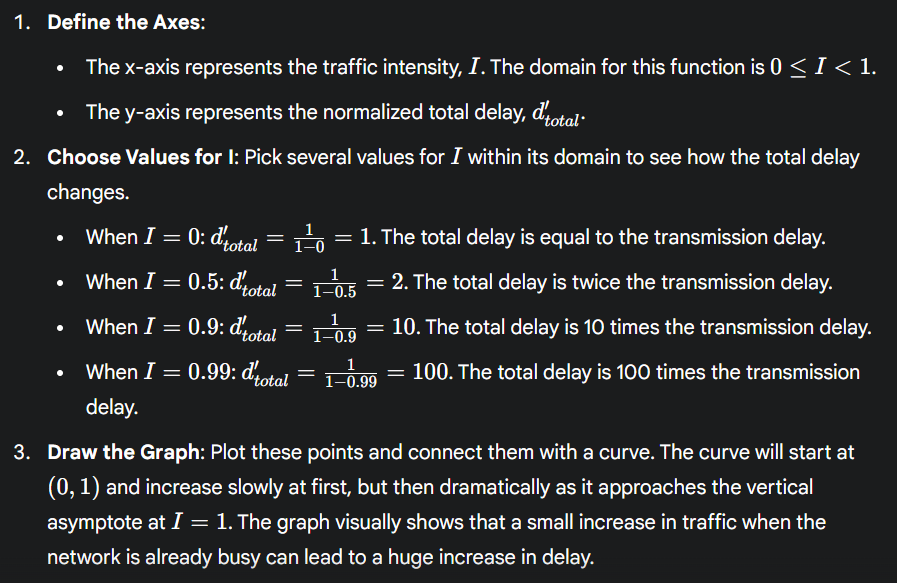 1. Define the Axes:
• The x-axis represents the traffic intensity, I. The domain for this function is 0 ≤ I < 1.
• The y-axis represents the normalized total delay, d′total.
2. Choose Values for I: Pick several values for I within its domain to see how the total delay
changes.
• When I = 0: d′total = 1/(1−0) = 1. The total delay is equal to the transmission delay.
• When I = 0.5: d′total = 1/(1−0.5) = 2. The total delay is twice the transmission delay.
• When I = 0.9: d′total = 1/(1−0.9) = 10. The total delay is 10 times the transmission delay.
• When I = 0.99: d′total = 1/(1−0.99) = 100. The total delay is 100 times the transmission
delay.
3. Draw the Graph: Plot these points and connect them with a curve. The curve will start at
(0, 1) and increase slowly at first, but then dramatically as it approaches the vertical
asymptote at I = 1. The graph visually shows that a small increase in traffic when the
network is already busy can lead to a huge increase in delay.